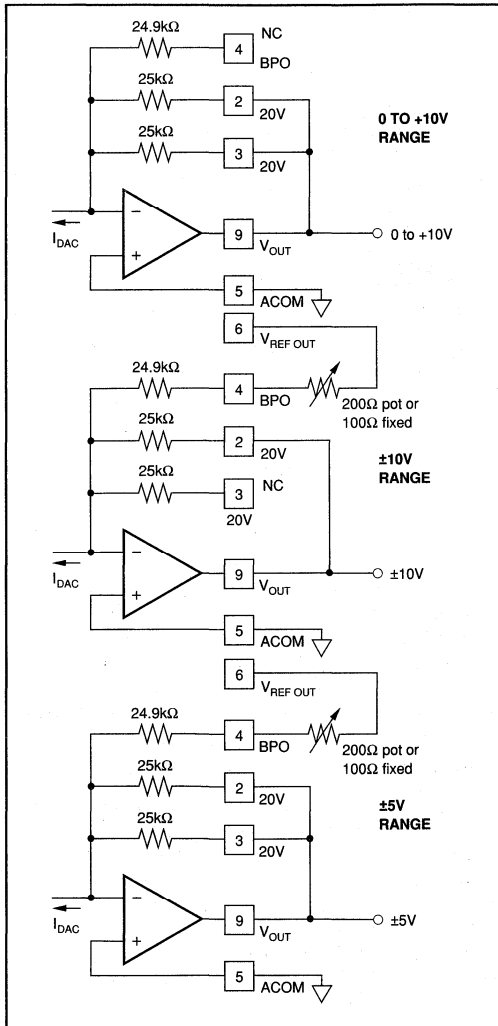 24.9kΩ
4
NC
BPO
25kΩ
2
20V
0 TO +10V
RANGE
25kΩ
3
20V
−
+
I_DAC
9
V_OUT
0 to +10V
5
ACOM
6
V_REF OUT
24.9kΩ
4
BPO
200Ω pot or
100Ω fixed
25kΩ
2
20V
±10V
RANGE
25kΩ
3
NC
20V
−
+
I_DAC
9
V_OUT
±10V
5
ACOM
6
V_REF OUT
24.9kΩ
4
BPO
200Ω pot or
100Ω fixed
25kΩ
2
20V
±5V
RANGE
25kΩ
3
20V
−
+
I_DAC
9
V_OUT
±5V
5
ACOM